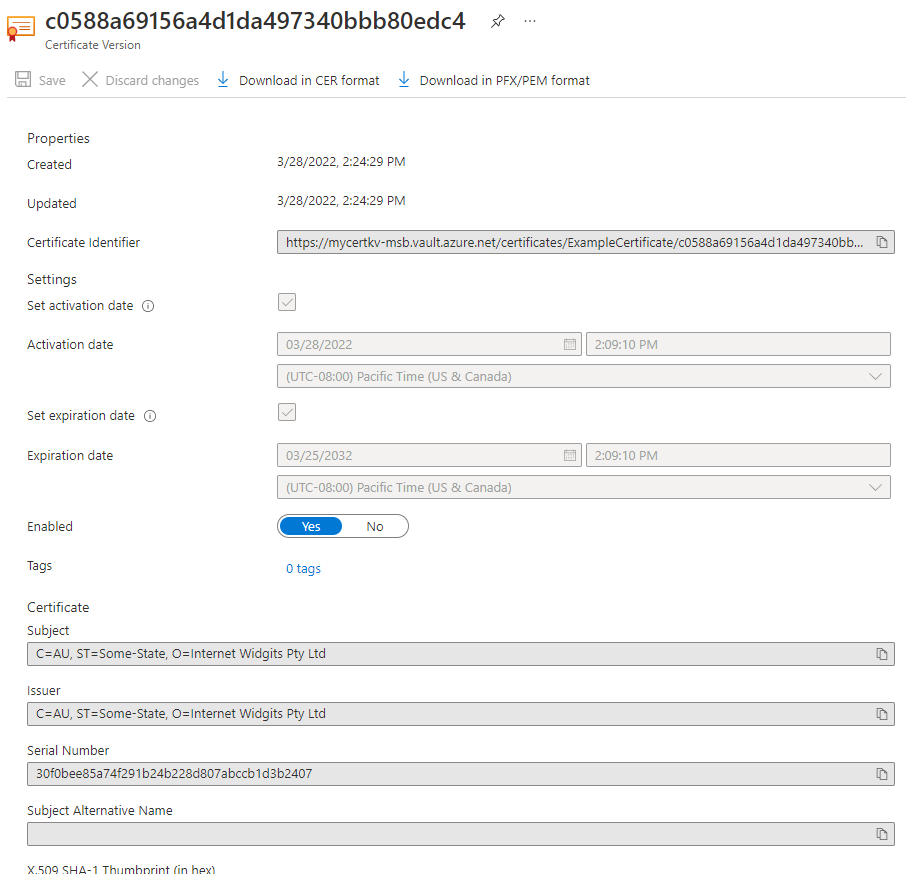 c0588a69156a4d1da497340bbb80edc4
Certificate Version
Save Discard changes Download in CER format Download in PFX/PEM format
Properties
Created 3/28/2022, 2:24:29 PM
Updated 3/28/2022, 2:24:29 PM
Certificate Identifier https://mycertkv-msb.vault.azure.net/certificates/ExampleCertificate/c0588a69156a4d1da497340bb...
Settings
Set activation date
Activation date 03/28/2022 2:09:10 PM
(UTC-08:00) Pacific Time (US & Canada)
Set expiration date
Expiration date 03/25/2032 2:09:10 PM
(UTC-08:00) Pacific Time (US & Canada)
Enabled Yes No
Tags 0 tags
Certificate
Subject
C=AU, ST=Some-State, O=Internet Widgits Pty Ltd
Issuer
C=AU, ST=Some-State, O=Internet Widgits Pty Ltd
Serial Number
30f0bee85a74f291b24b228d807abccb1d3b2407
Subject Alternative Name
X.509 SHA-1 Thumbprint (in hex)